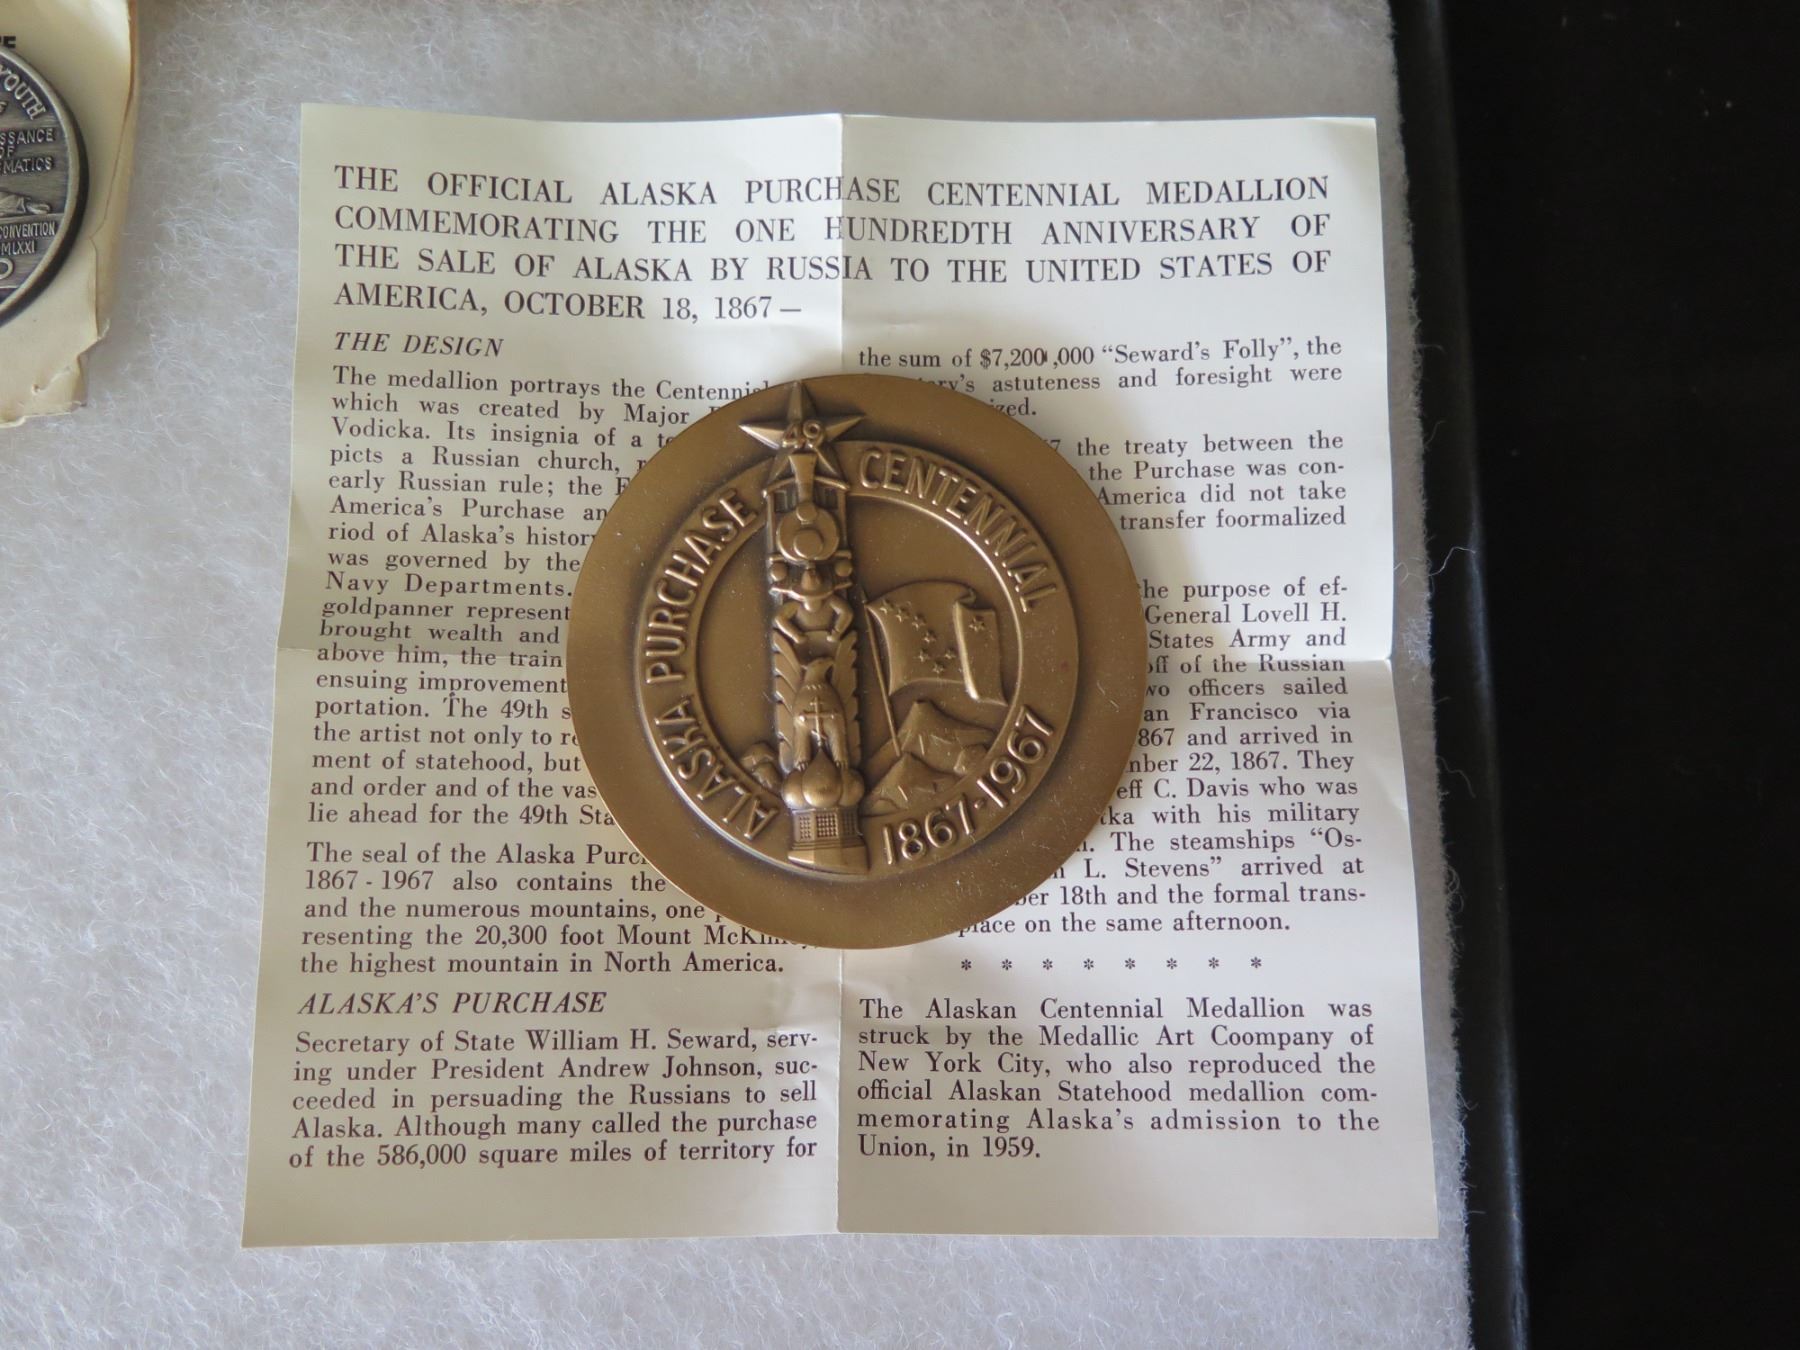 YOUTH
OF
MATICS
CONVENTION
MLXXI
THE OFFICIAL ALASKA PURCHASE CENTENNIAL MEDALLION
COMMEMORATING THE ONE HUNDREDTH ANNIVERSARY OF
THE SALE OF ALASKA BY RUSSIA TO THE UNITED STATES OF
AMERICA, OCTOBER 18, 1867—
THE DESIGN
The medallion portrays the Centennial
which was created by Major
Vodicka. Its insignia of a
picts a Russian church,
early Russian rule; the
America's Purchase
riod of Alaska's history
was governed by the
Navy Departments.
goldpanner represent
brought wealth and
above him, the train
ensuing improvement
portation. The 49th
the artist not only to
ment of statehood, but
and order and of the
lie ahead for the 49th
The seal of the Alaska
1867 - 1967 also contains the
and the numerous mountains, one
resenting the 20,300 foot Mount McKinley,
the highest mountain in North America.
ALASKA'S PURCHASE
Secretary of State William H. Seward, serv-
ing under President Andrew Johnson, suc-
ceeded in persuading the Russians to sell
Alaska. Although many called the purchase
of the 586,000 square miles of territory for
the sum of $7,200,000 "Seward's Folly", the
astuteness and foresight were
the treaty between the
the Purchase was con-
America did not take
transfer foormalized
the purpose of ef-
General Lovell H.
States Army and
of the Russian
officers sailed
Francisco via
and arrived in
22, 1867. They
C. Davis who was
with his military
The steamships "Os-
L. Stevens" arrived at
18th and the formal trans-
place on the same afternoon.
* * * * * * * *
The Alaskan Centennial Medallion was
struck by the Medallic Art Coompany of
New York City, who also reproduced the
official Alaskan Statehood medallion com-
memorating Alaska's admission to the
Union, in 1959.
49
ALASKA PURCHASE CENTENNIAL
1867-1967